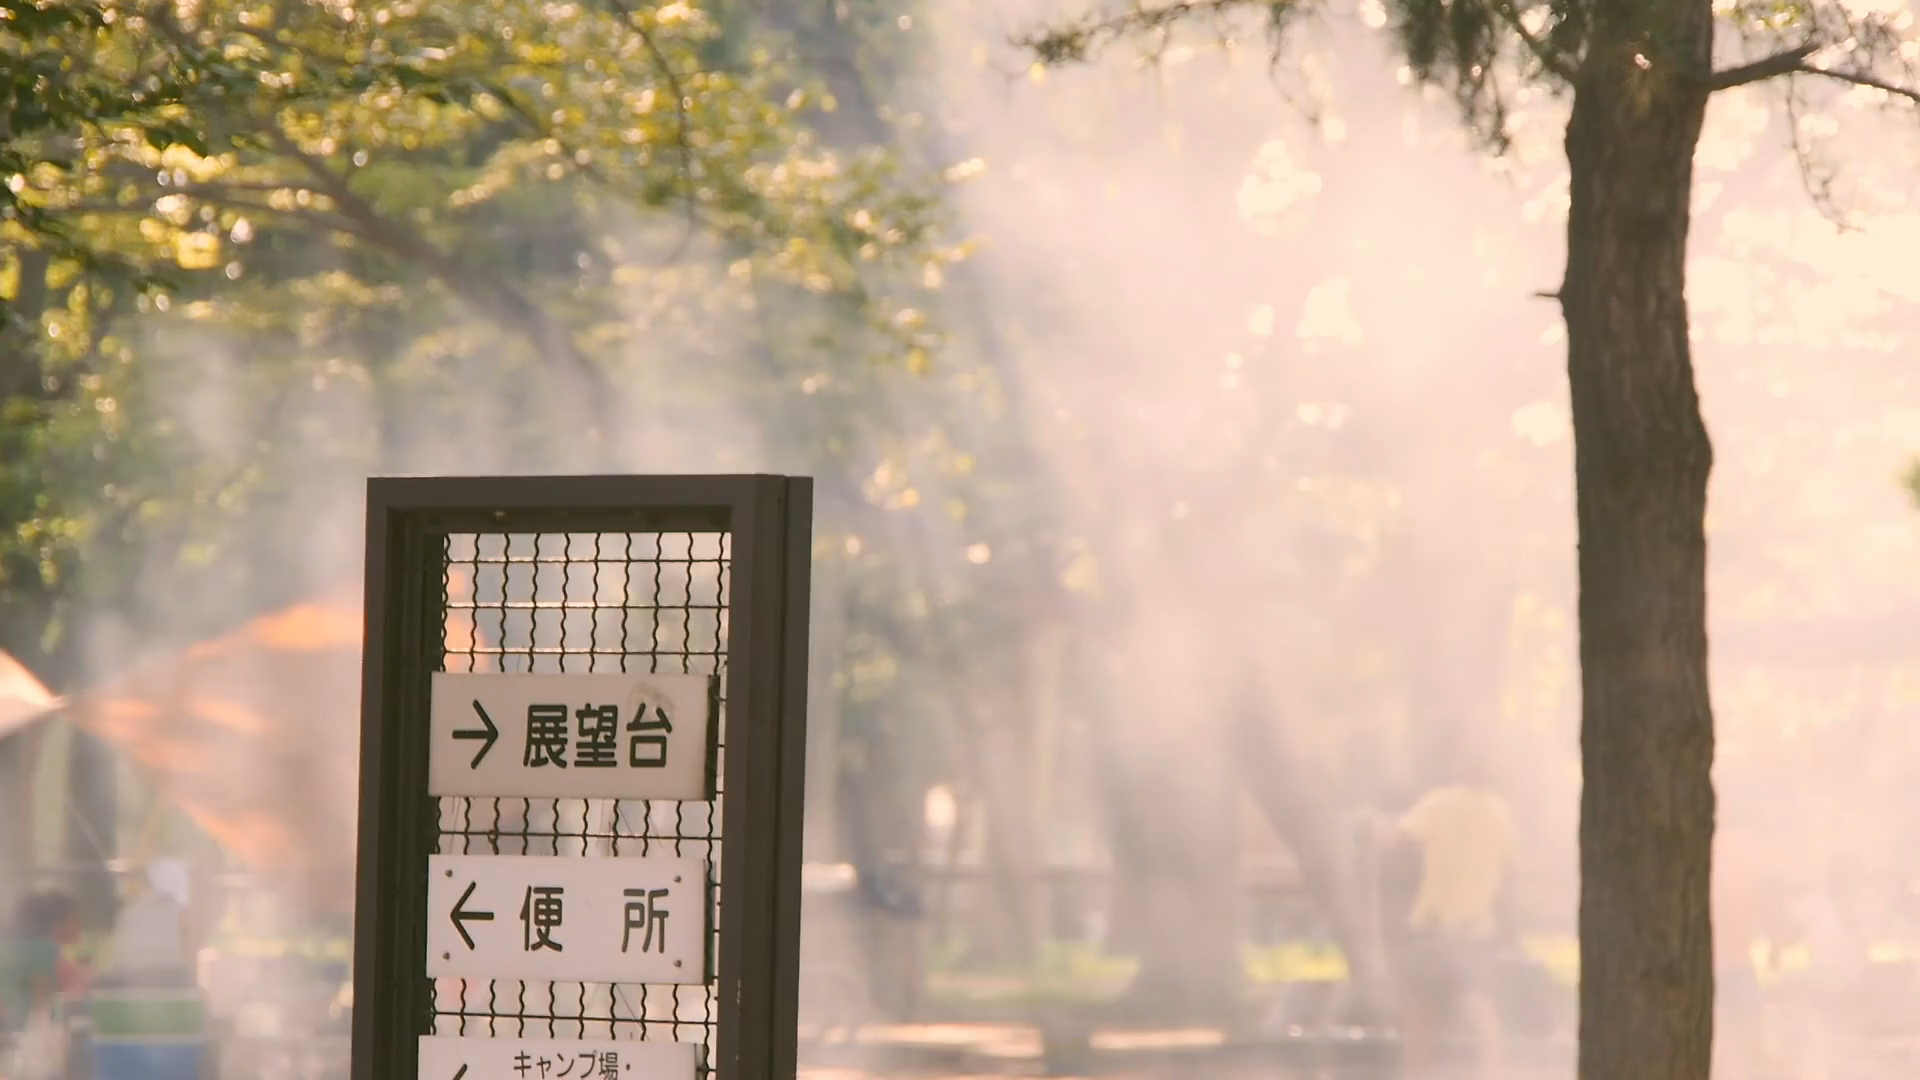 → 展望台
← 便所
キャンプ場・